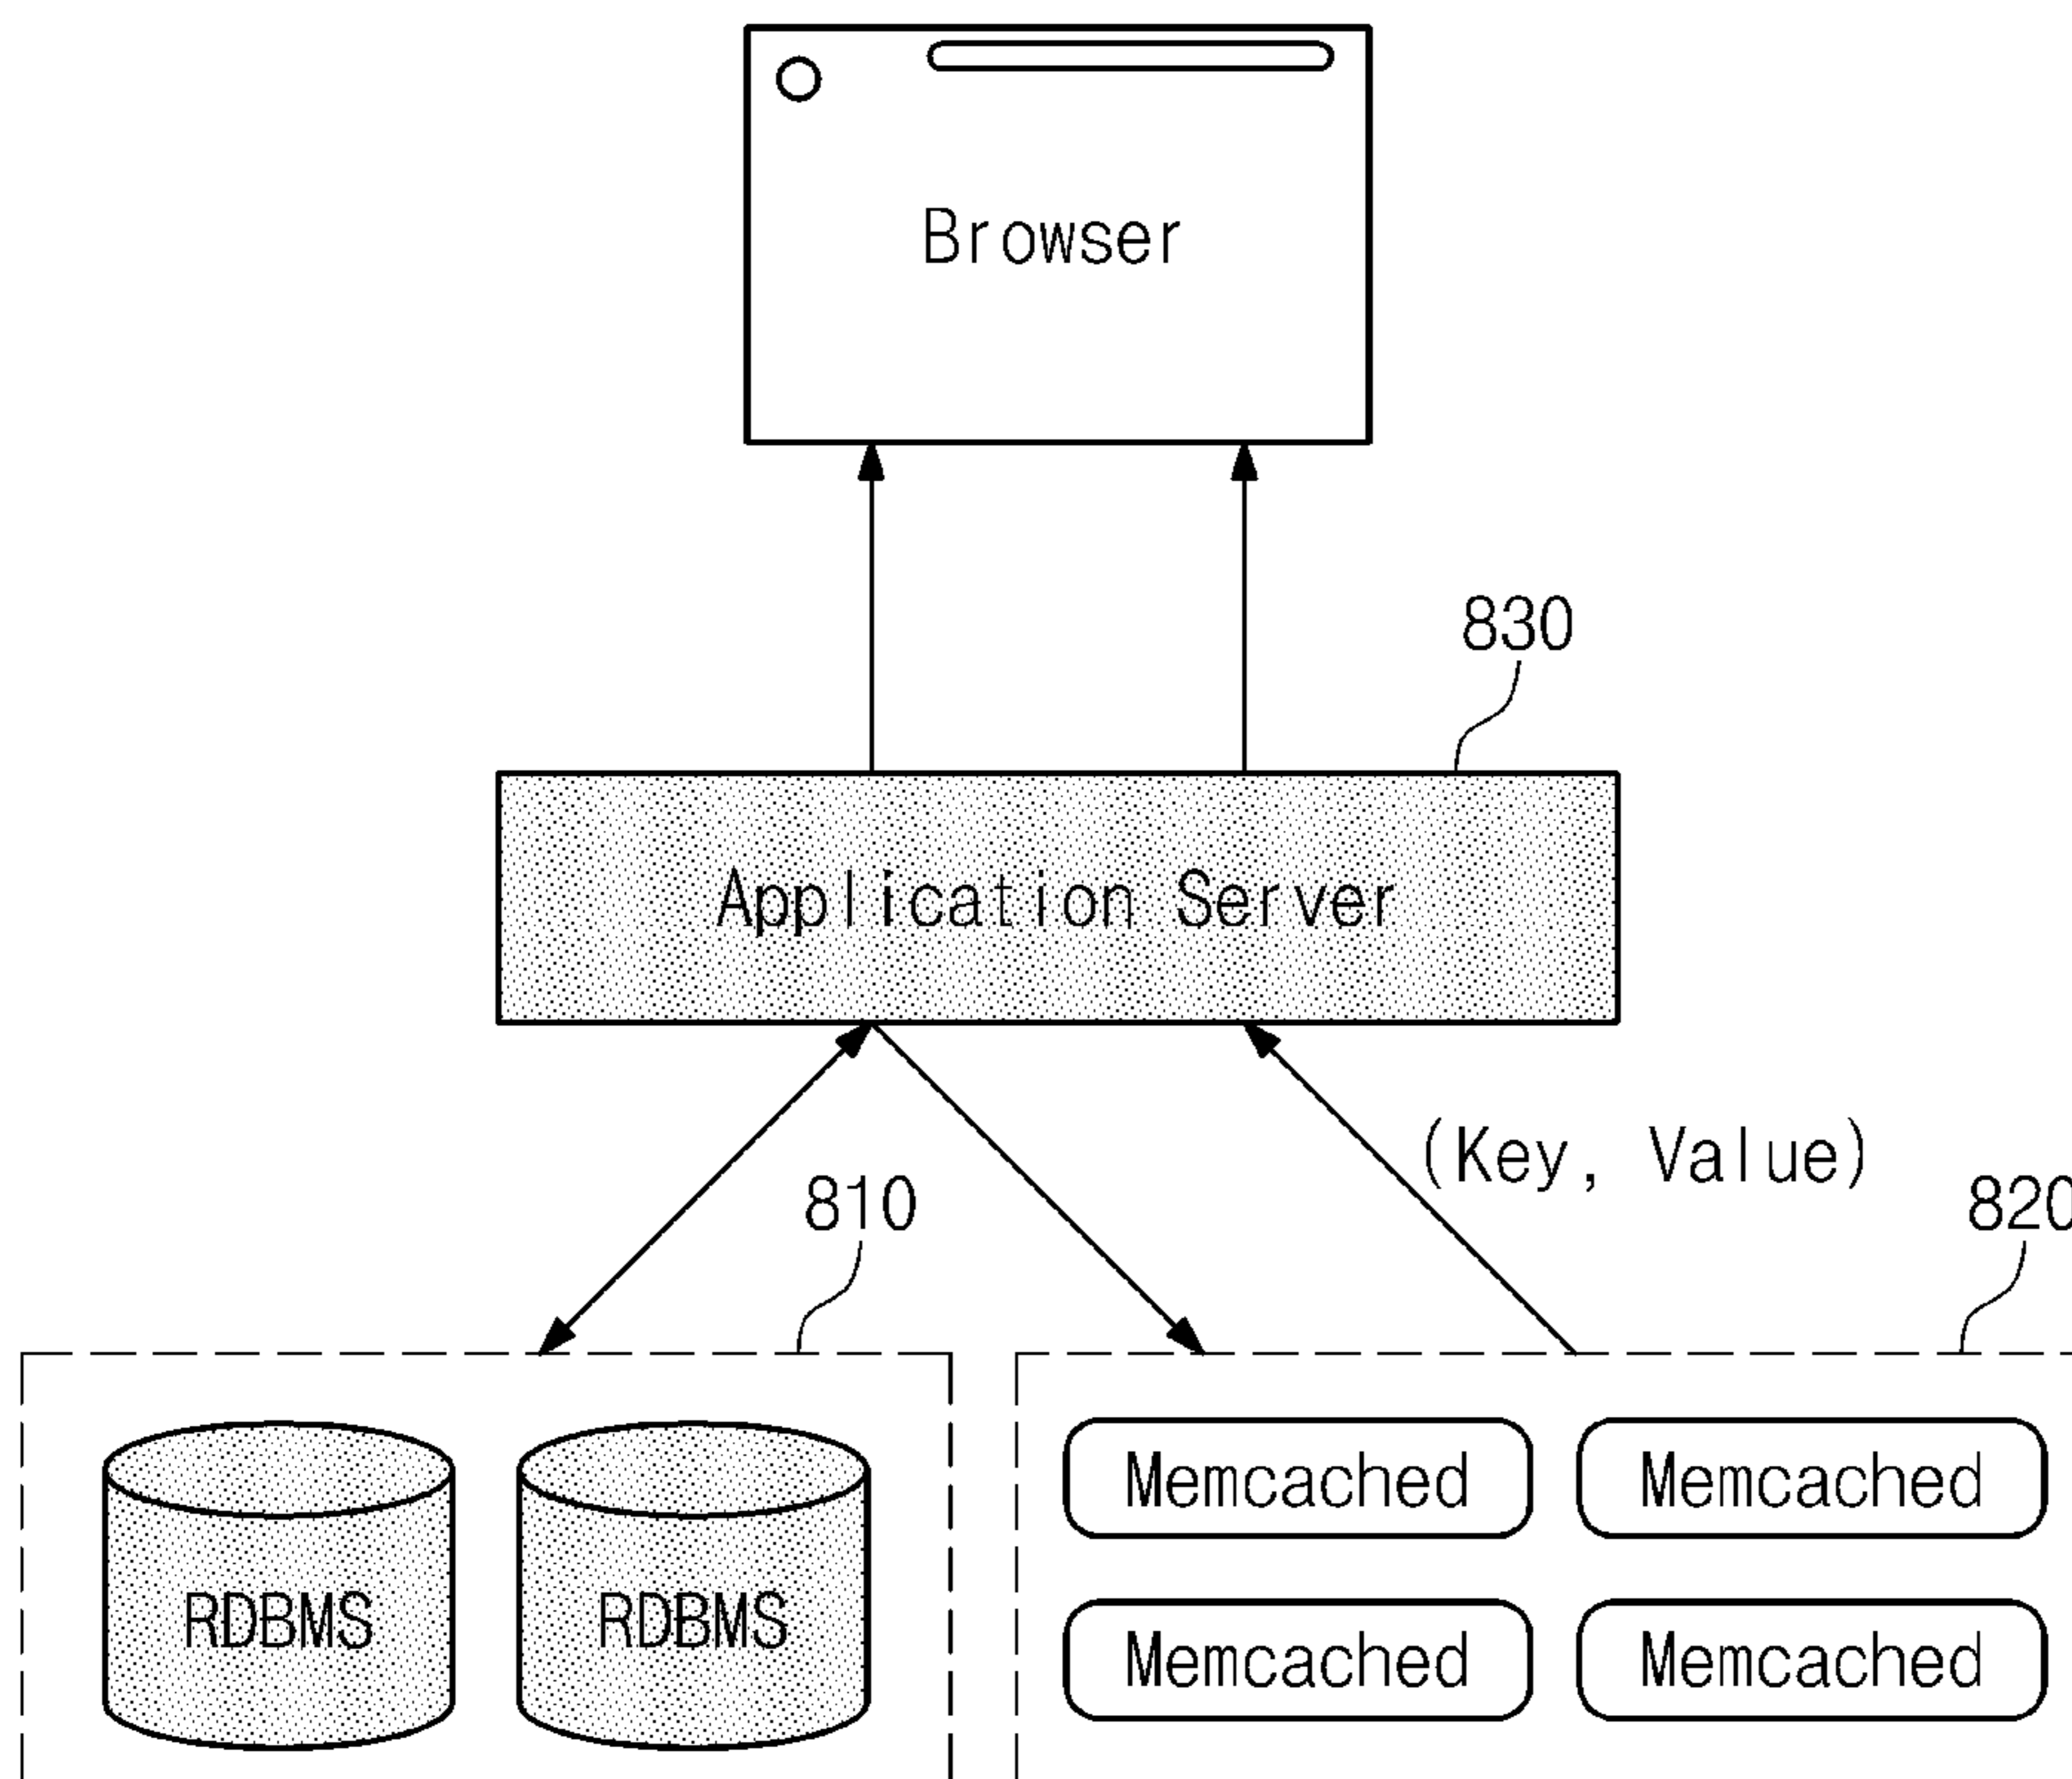 Browser
830
Application Server
(Key, Value)
810
820
RDBMS
RDBMS
Memcached
Memcached
Memcached
Memcached